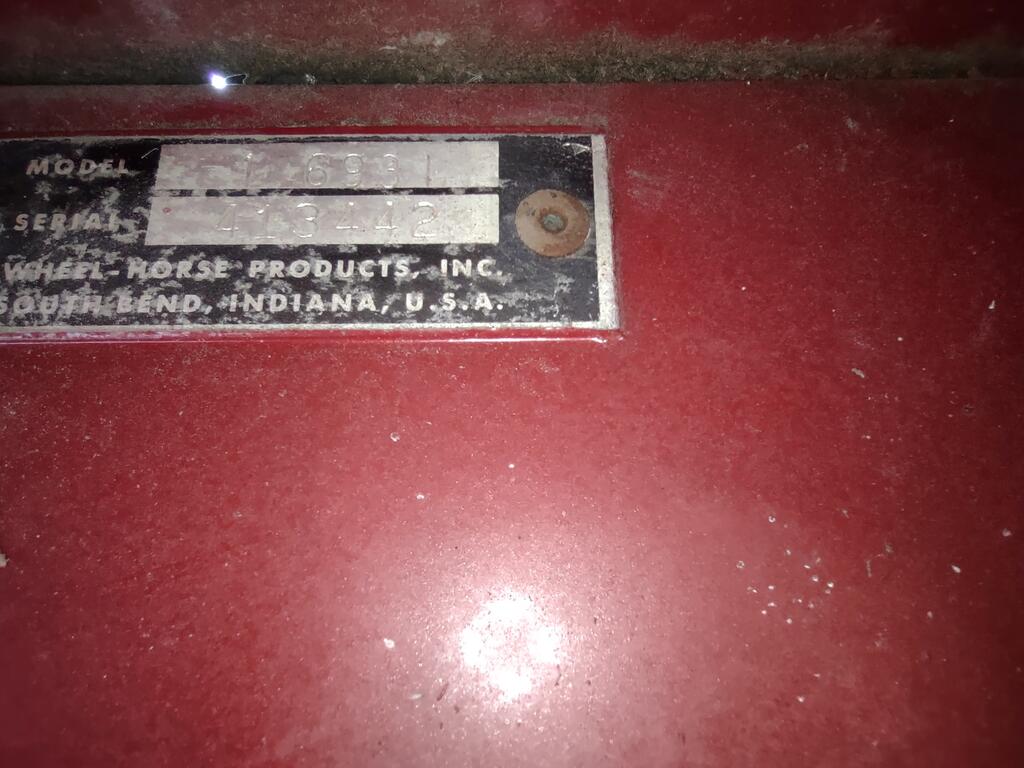 MODEL 1 6931
SERIAL 413442
WHEEL-HORSE PRODUCTS, INC.
SOUTH BEND, INDIANA, U.S.A.